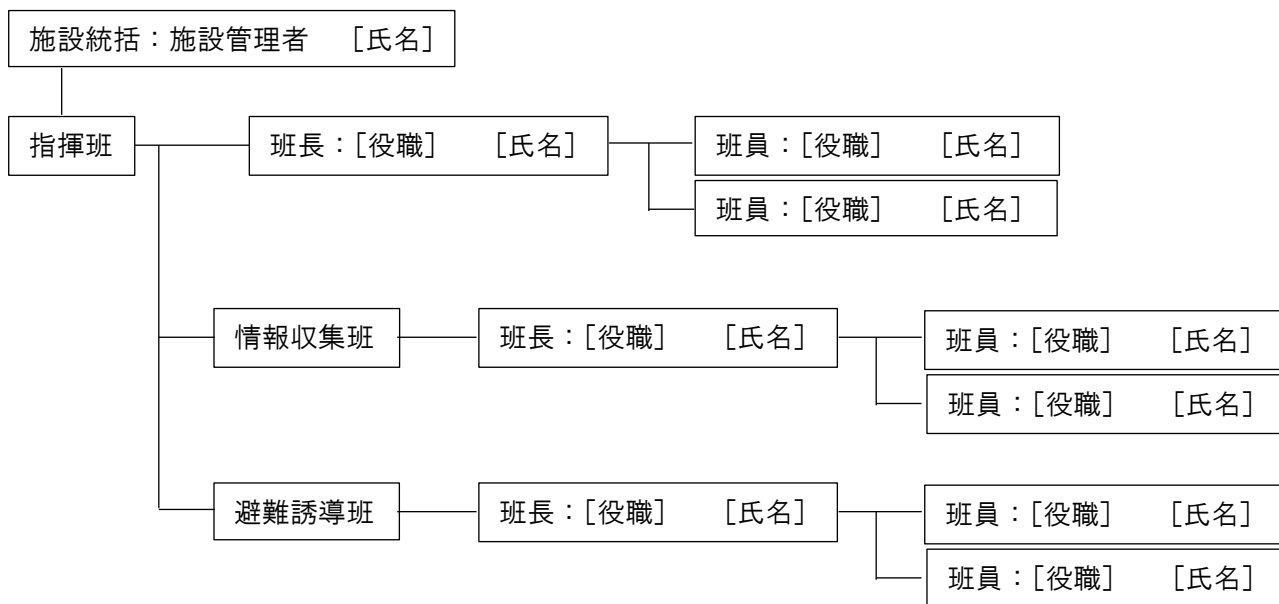 施設統括：施設管理者　［氏名］
指揮班
班長：［役職］　［氏名］
班員：［役職］　［氏名］
班員：［役職］　［氏名］
情報収集班
班長：［役職］　［氏名］
班員：［役職］　［氏名］
班員：［役職］　［氏名］
避難誘導班
班長：［役職］　［氏名］
班員：［役職］　［氏名］
班員：［役職］　［氏名］